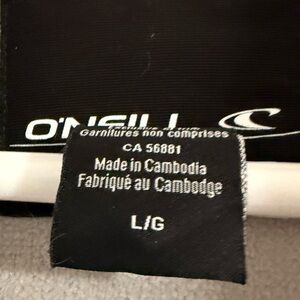 O'NEILL
Garnitures non comprises
CA 56881
Made in Cambodia
Fabriqué au Cambodge
L/G